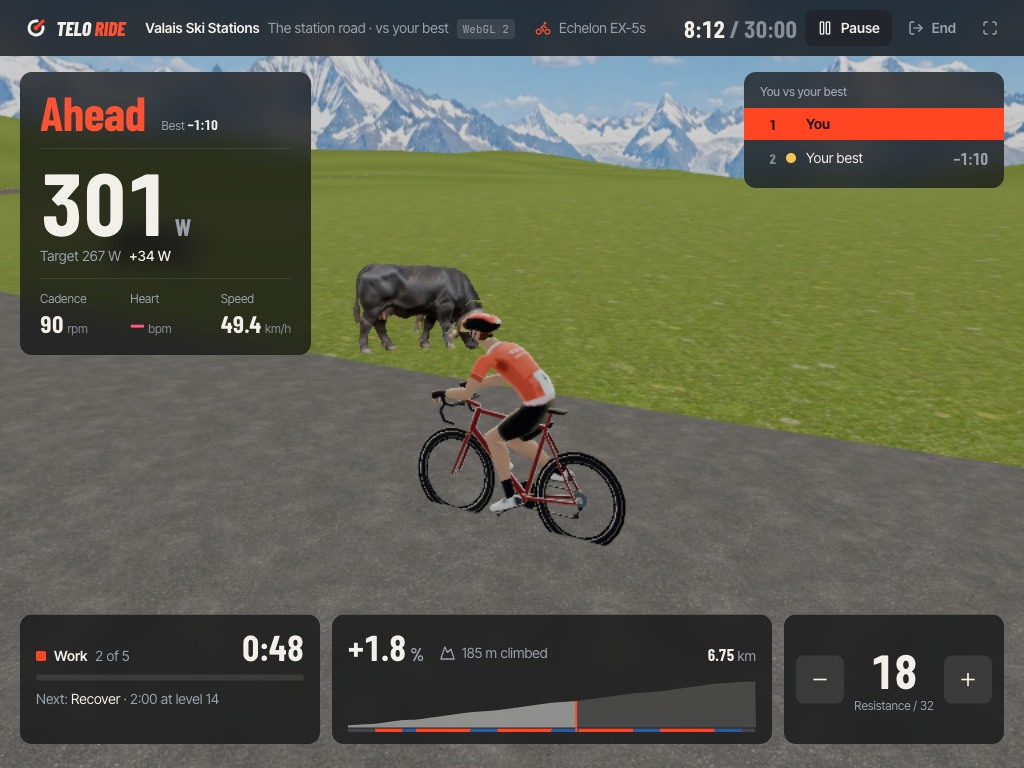 TELO RIDE
Valais Ski Stations The station road · vs your best WebGL 2
Echelon EX-5s
8:12 / 30:00
Pause
End
Ahead Best −1:10
301 W
Target 267 W +34 W
Cadence Heart Speed
90 rpm — bpm 49.4 km/h
You vs your best
1 You
2 Your best −1:10
Work 2 of 5 0:48
Next: Recover · 2:00 at level 14
+1.8 % 185 m climbed 6.75 km
− 18 +
Resistance / 32